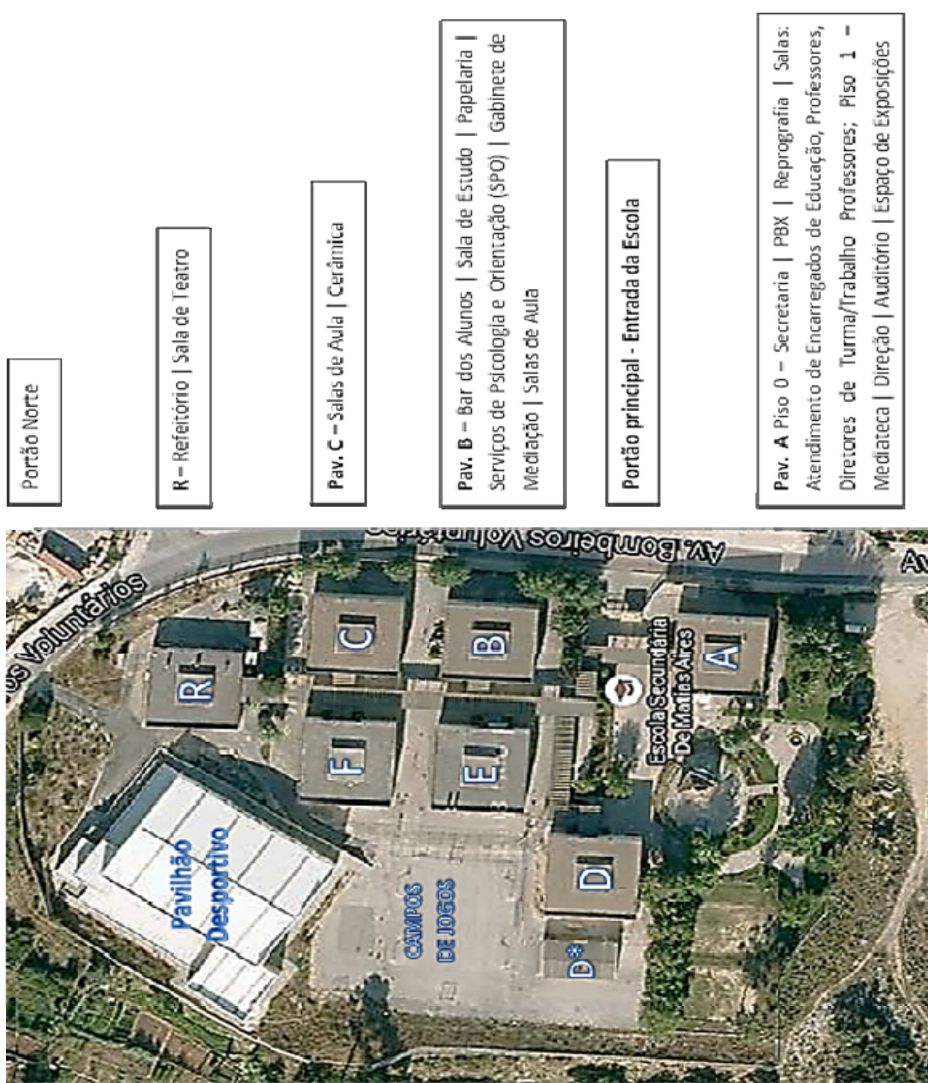 Portão Norte
R – Refeitório | Sala de Teatro
Pav. C – Salas de Aula | Cerâmica
Pav. B – Bar dos Alunos | Sala de Estudo | Papelaria |
Serviços de Psicologia e Orientação (SPO) | Gabinete de
Mediação | Salas de Aula
Portão principal - Entrada da Escola
Pav. A Piso 0 – Secretaria | PBX | Reprografia | Salas:
Atendimento de Encarregados de Educação, Professores,
Diretores de Turma/Trabalho Professores; Piso 1 –
Mediateca | Direção | Auditório | Espaço de Exposições
os Voluntários
Av. Bombeiros Voluntários
Av
R
C
B
A
F
E
D
D*
Escola Secundária
De Matias Aires
Pavilhão
Desportivo
CAMPOS
DE JOGOS